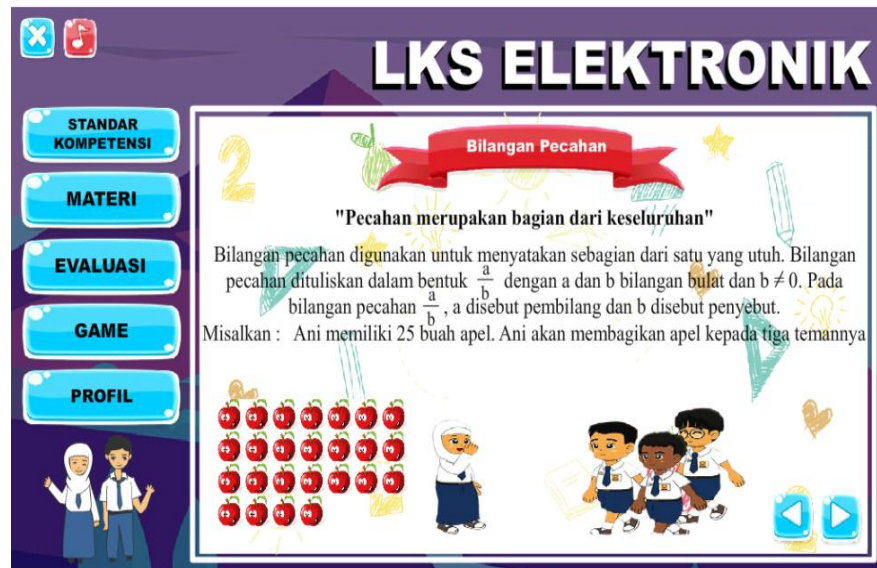 LKS ELEKTRONIK
STANDAR
KOMPETENSI
MATERI
EVALUASI
GAME
PROFIL
Bilangan Pecahan
"Pecahan merupakan bagian dari keseluruhan"
Bilangan pecahan digunakan untuk menyatakan sebagian dari satu yang utuh. Bilangan
pecahan dituliskan dalam bentuk a/b dengan a dan b bilangan bulat dan b ≠ 0. Pada
bilangan pecahan a/b , a disebut pembilang dan b disebut penyebut.
Misalkan : Ani memiliki 25 buah apel. Ani akan membagikan apel kepada tiga temannya
2